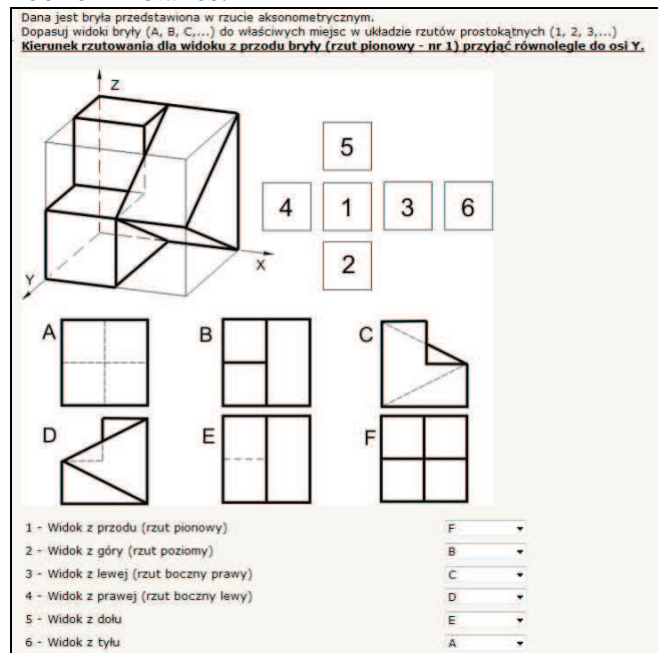 Dana jest bryła przedstawiona w rzucie aksonometrycznym.
Dopasuj widoki bryły (A, B, C,...) do właściwych miejsc w układzie rzutów prostokątnych (1, 2, 3,...)
Kierunek rzutowania dla widoku z przodu bryły (rzut pionowy - nr 1) przyjąć równolegle do osi Y.
Z
5
4 1 3 6
X
2
Y
A B C
D E F
1 - Widok z przodu (rzut pionowy) F
2 - Widok z góry (rzut poziomy) B
3 - Widok z lewej (rzut boczny prawy) C
4 - Widok z prawej (rzut boczny lewy) D
5 - Widok z dołu E
6 - Widok z tyłu A